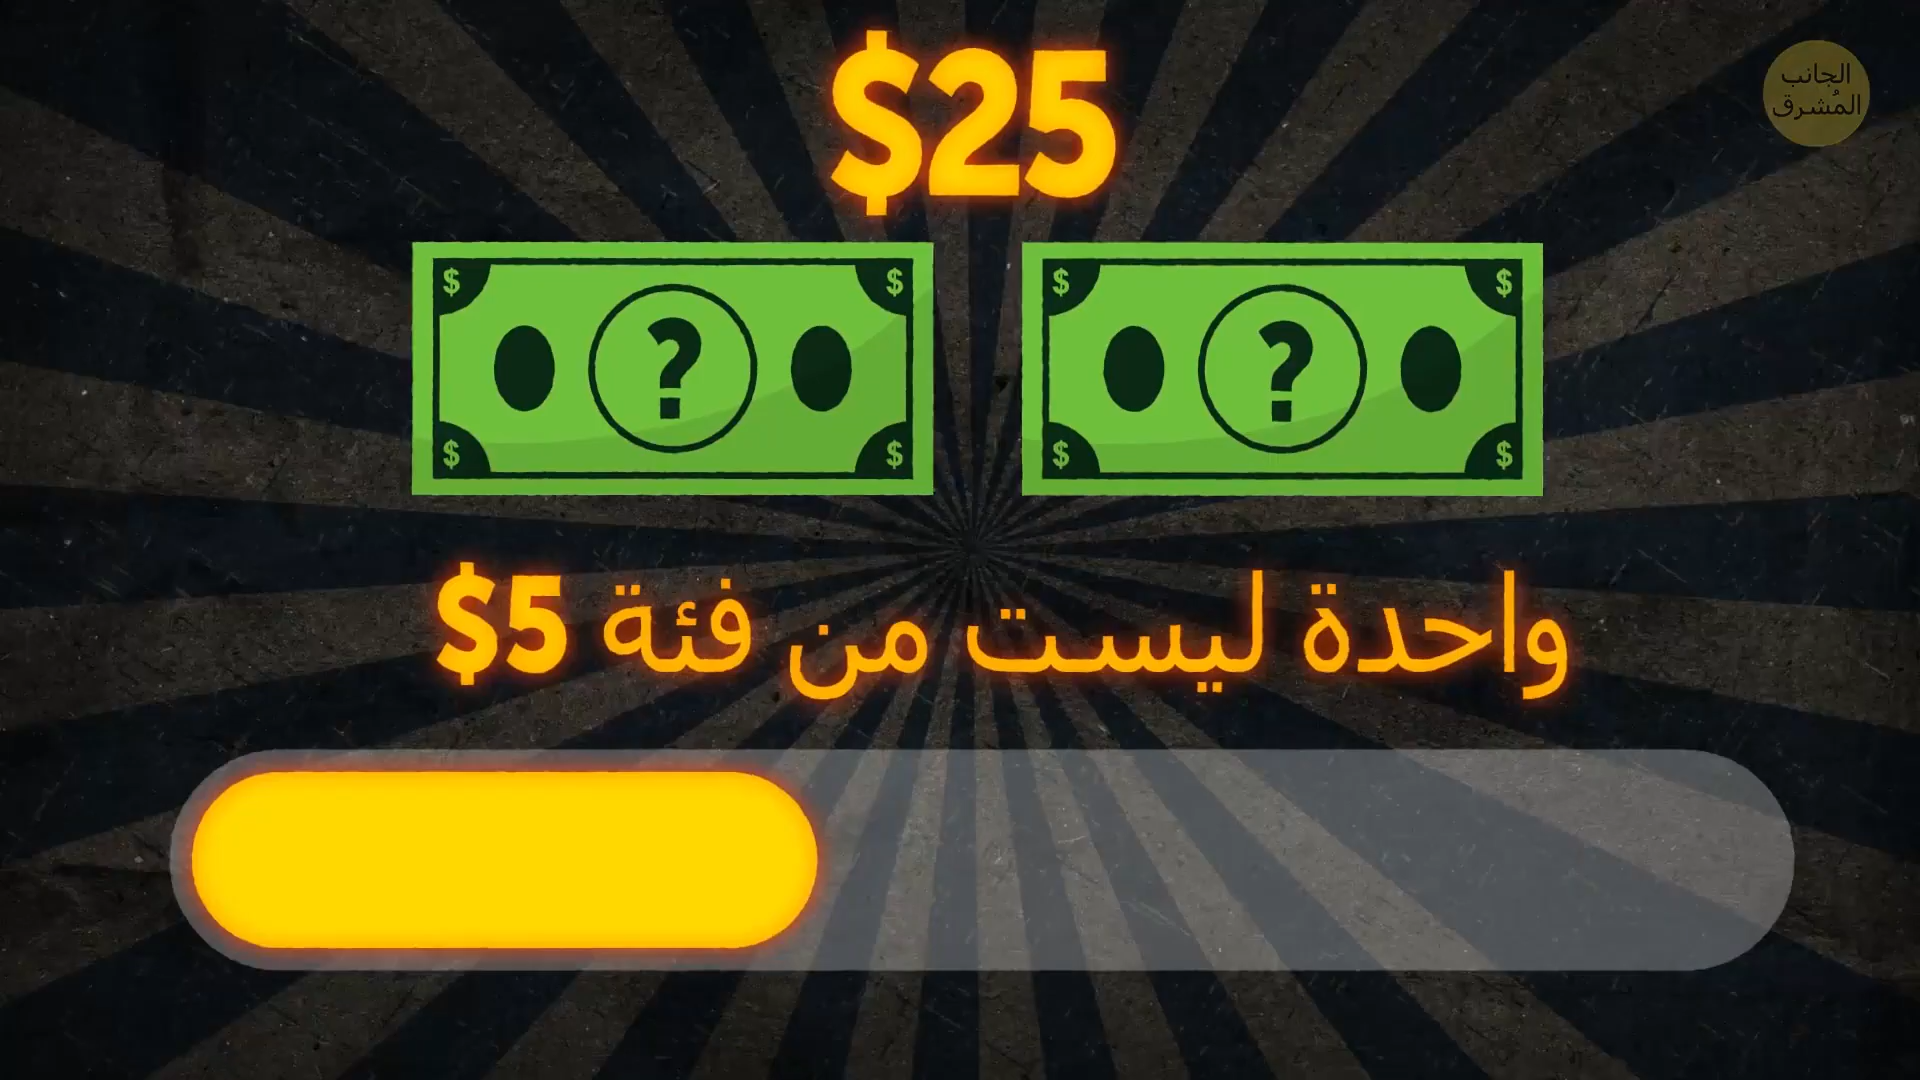 $25
الجانب
المُشرق
$ $
?
$ $
$ $
?
$ $
واحدة ليست من فئة 5$